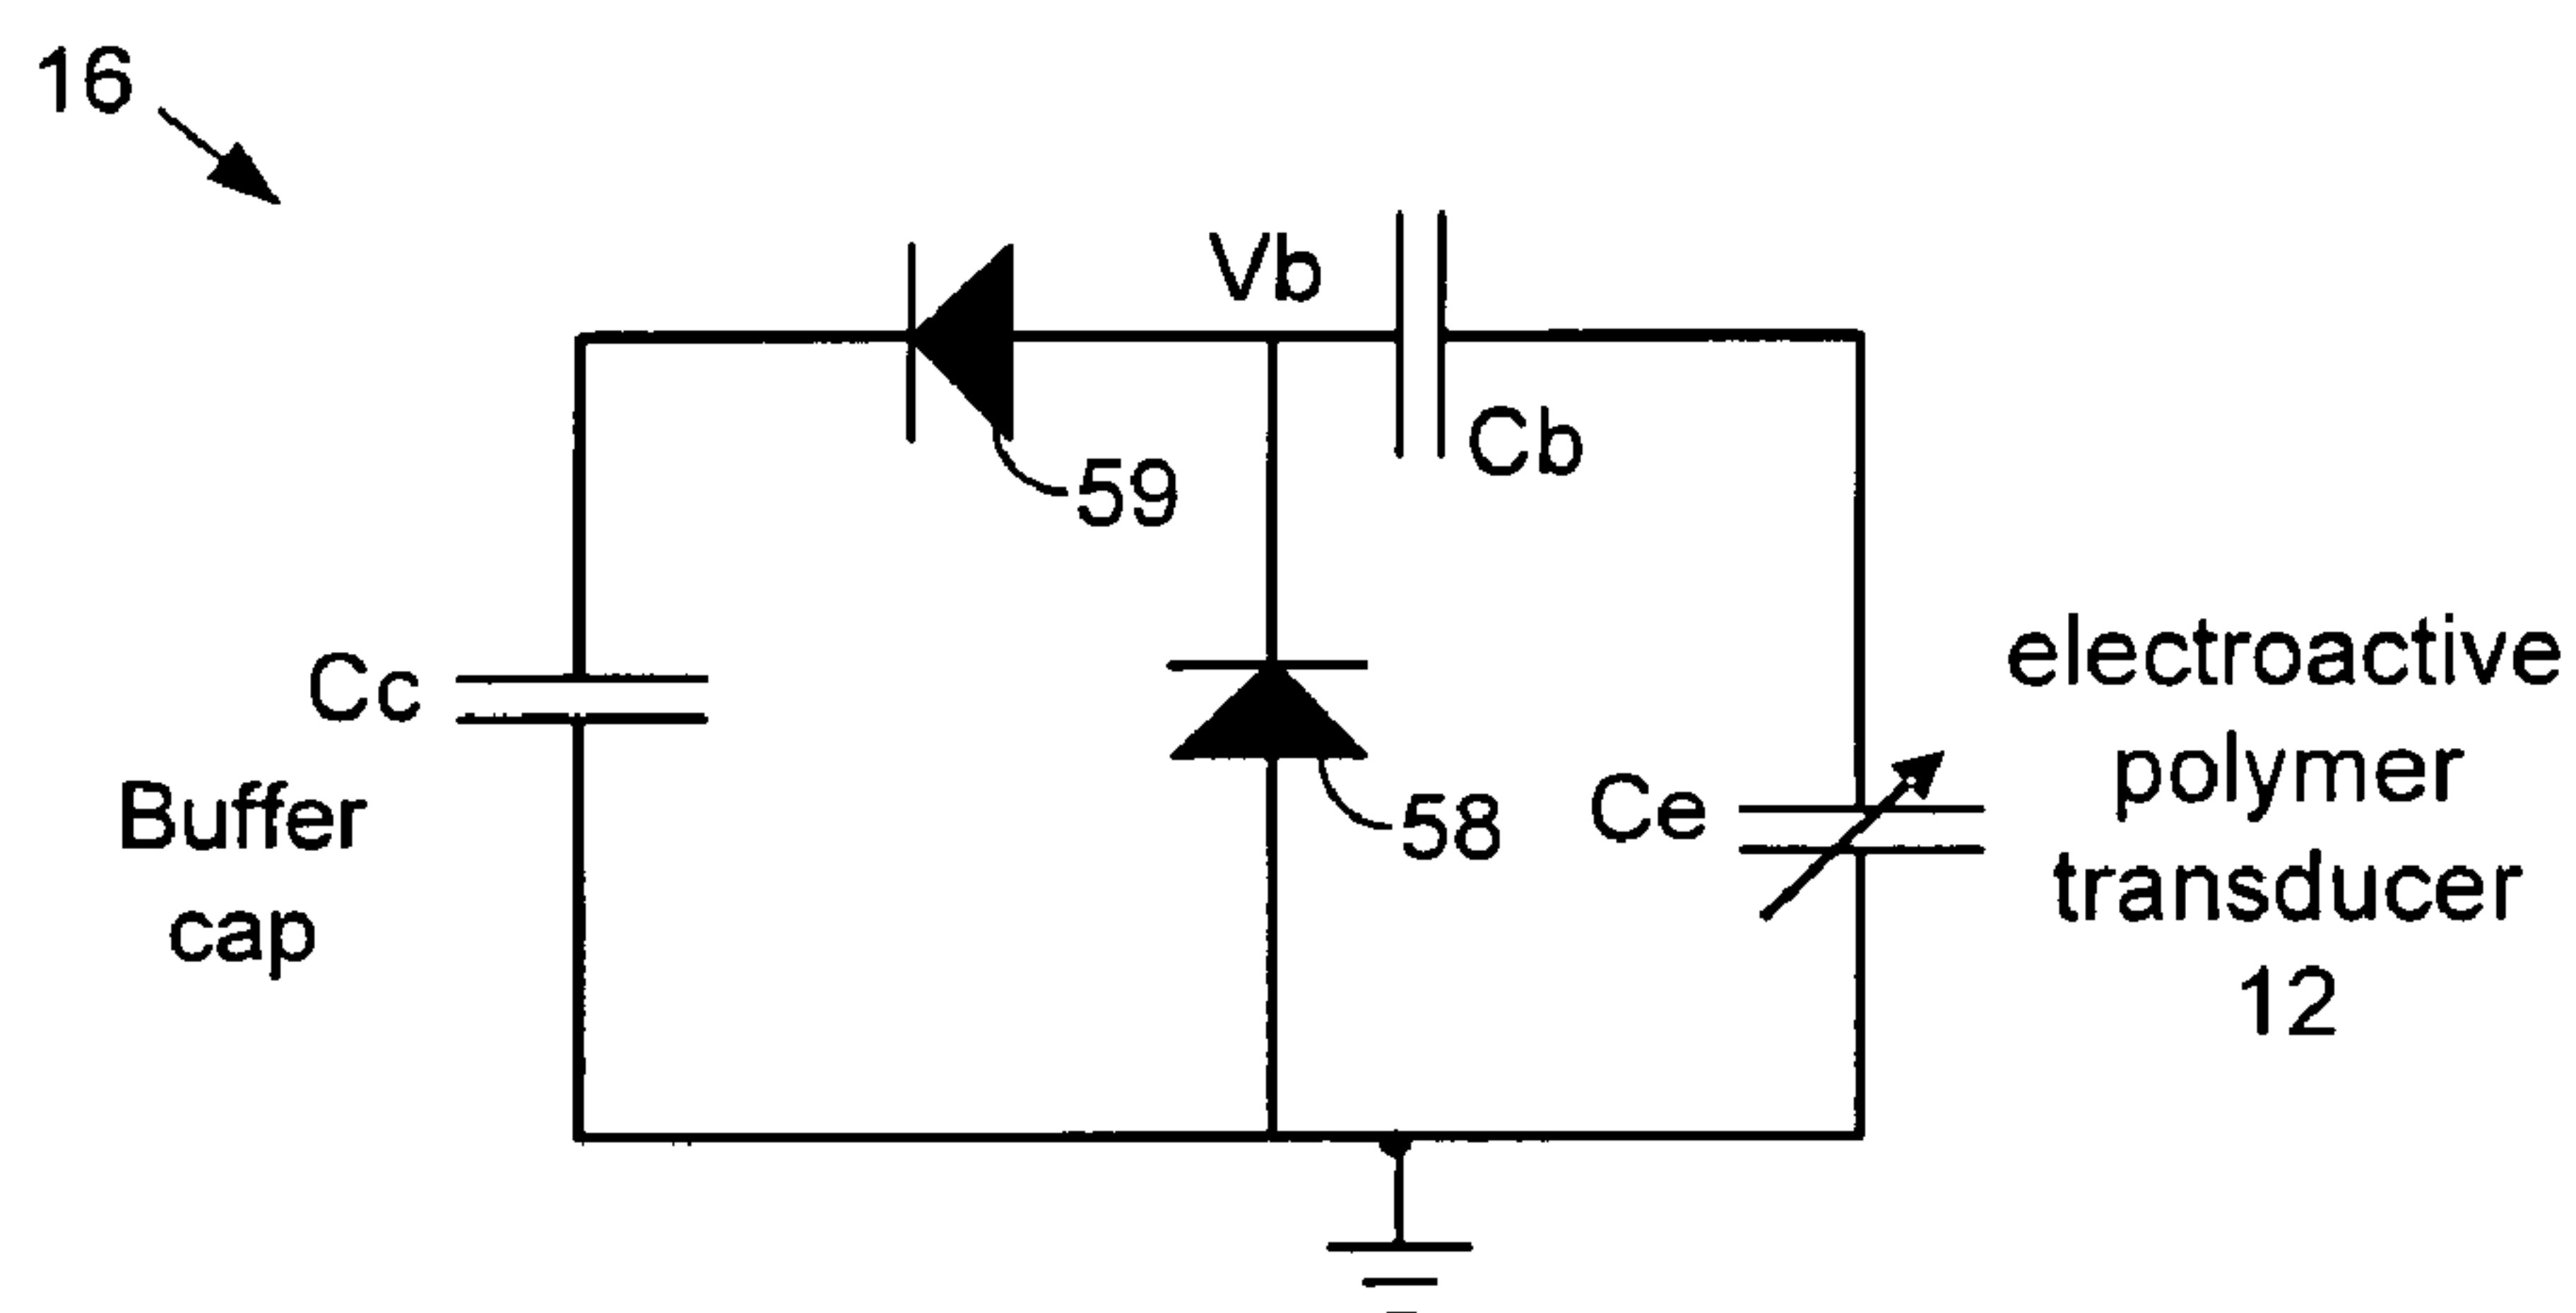 16
Vb
Cb
59
Cc
Buffer
cap
58
Ce
electroactive
polymer
transducer
12